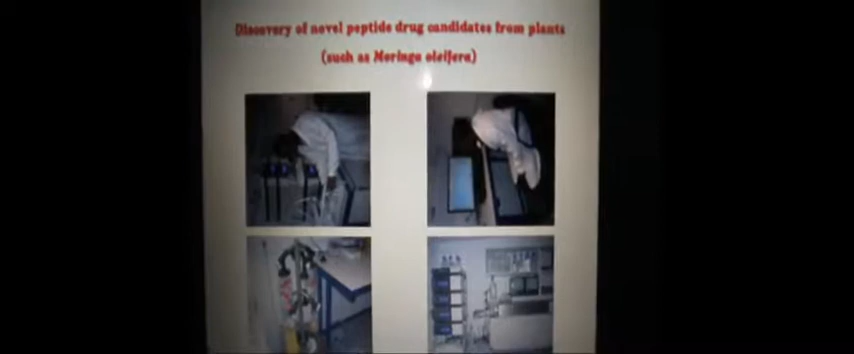 Discovery of novel peptide drug candidates from plants
(such as Moringa oleifera)